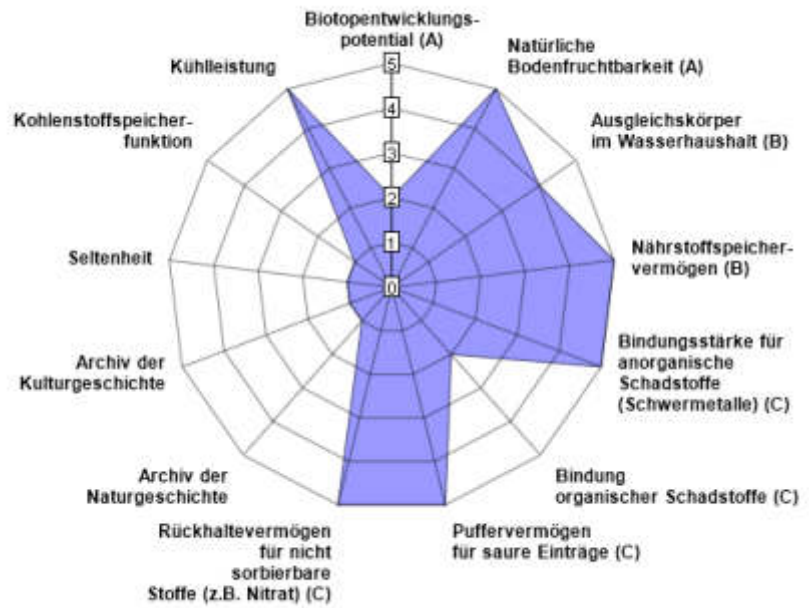 Biotopentwicklungs-
potential (A)
Natürliche
Bodenfruchtbarkeit (A)
Ausgleichskörper
im Wasserhaushalt (B)
Nährstoffspeicher-
vermögen (B)
Bindungsstärke für
anorganische
Schadstoffe
(Schwermetalle) (C)
Bindung
organischer Schadstoffe (C)
Puffervermögen
für saure Einträge (C)
Rückhaltevermögen
für nicht
sorbierbare
Stoffe (z.B. Nitrat) (C)
Archiv der
Naturgeschichte
Archiv der
Kulturgeschichte
Seltenheit
Kohlenstoffspeicher-
funktion
Kühlleistung
5
4
3
2
1
0